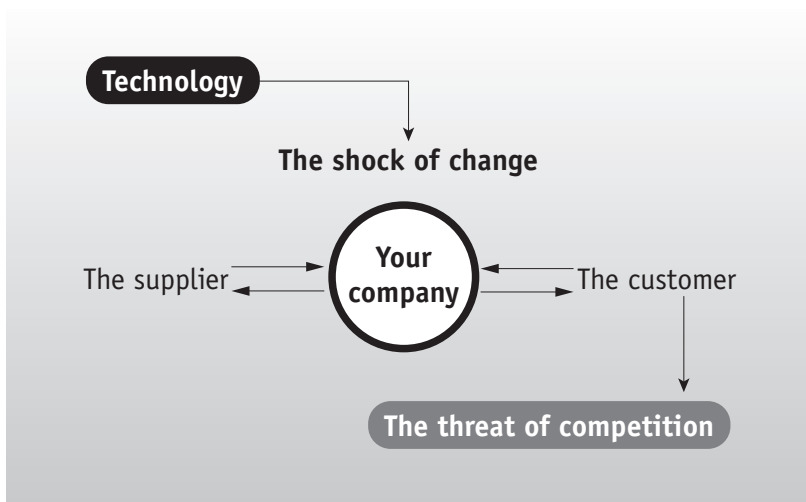 Technology
The shock of change
Your
company
The supplier
The customer
The threat of competition